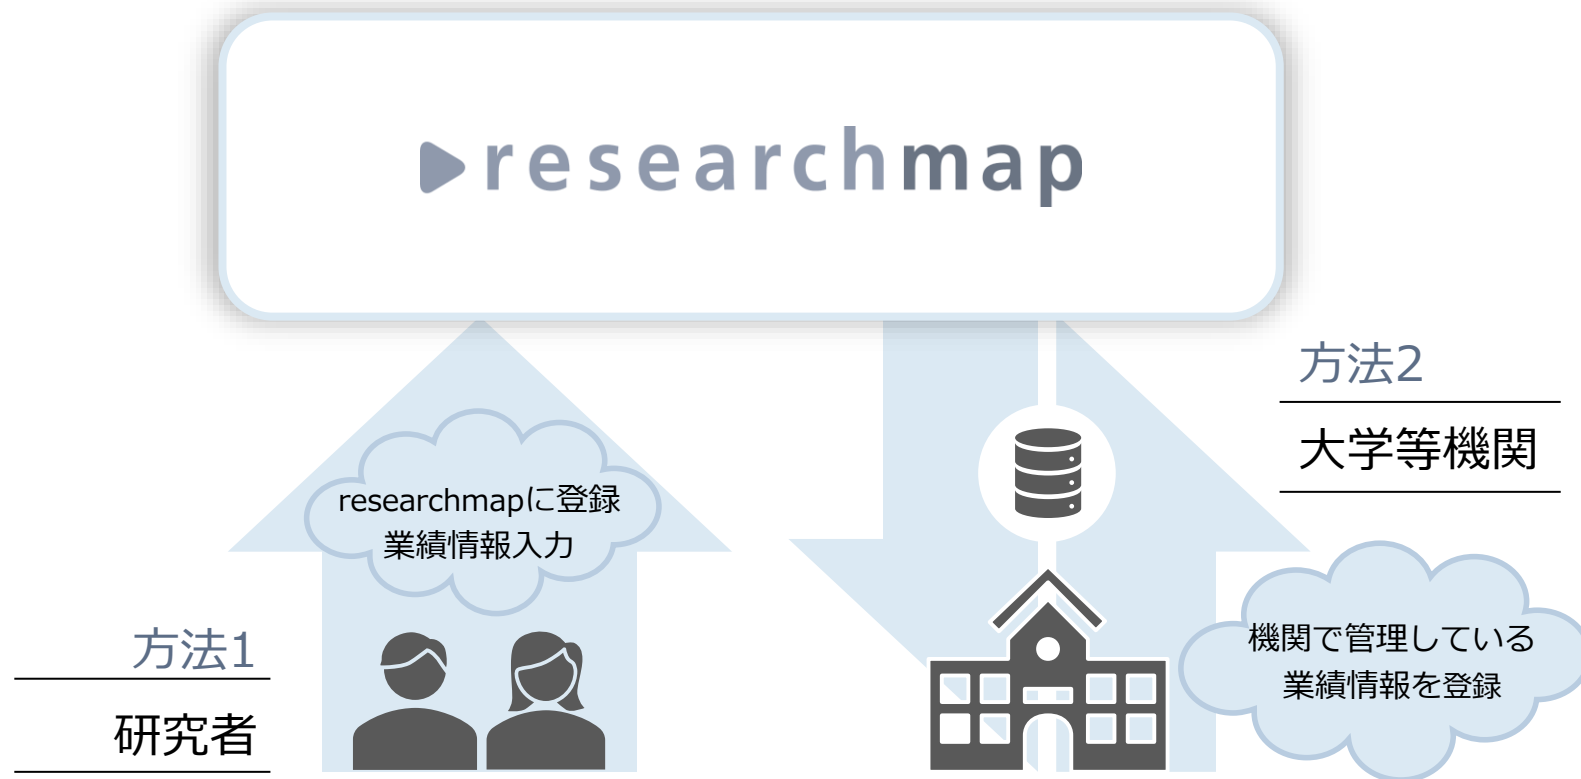 researchmap
方法1
研究者
researchmapに登録
業績情報入力
方法2
大学等機関
機関で管理している
業績情報を登録